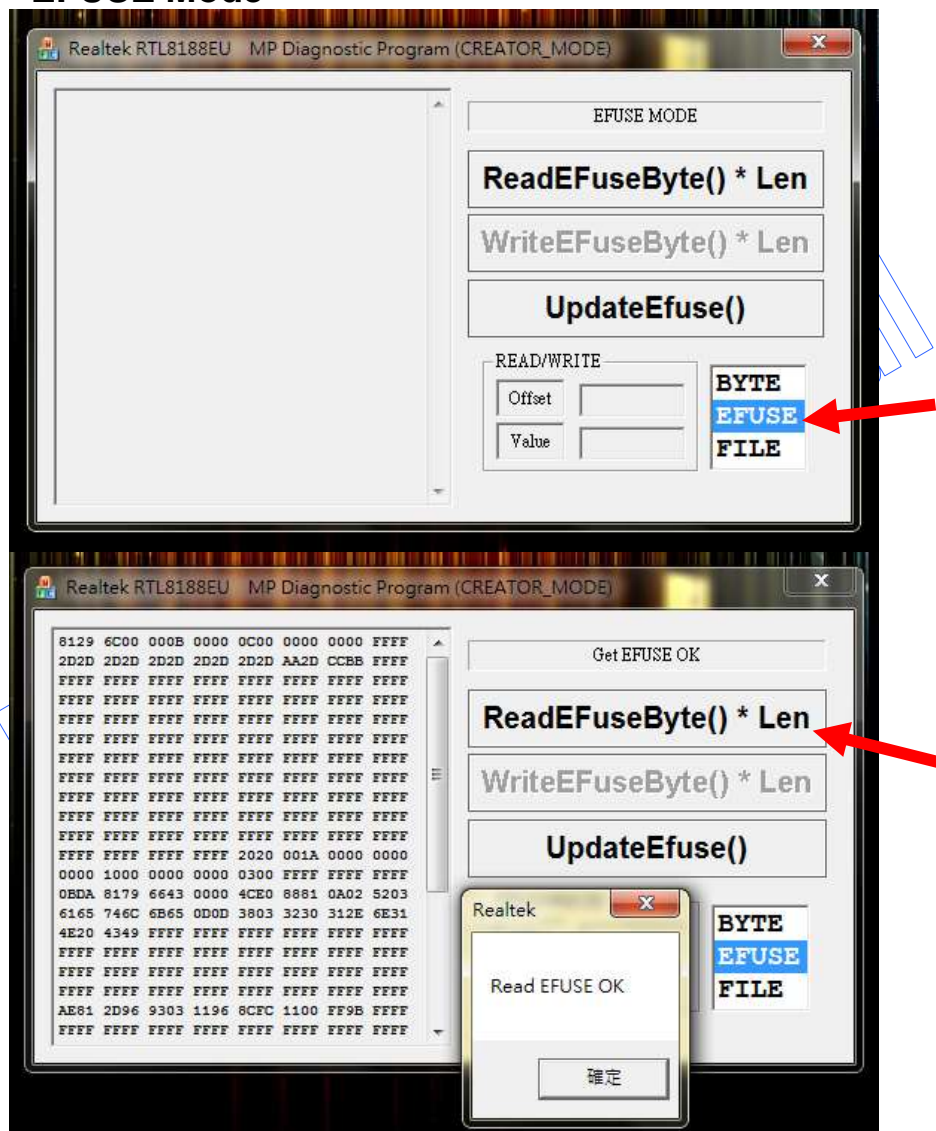 EFUSE Mode
Realtek RTL8188EU MP Diagnostic Program (CREATOR_MODE)
EFUSE MODE
ReadEFuseByte() * Len
WriteEFuseByte() * Len
UpdateEfuse()
READ/WRITE
Offset
Value
BYTE
EFUSE
FILE
Realtek RTL8188EU MP Diagnostic Program (CREATOR_MODE)
8129 6C00 000B 0000 0C00 0000 0000 FFFF
2D2D 2D2D 2D2D 2D2D 2D2D AA2D CCBB FFFF
FFFF FFFF FFFF FFFF FFFF FFFF FFFF FFFF
FFFF FFFF FFFF FFFF FFFF FFFF FFFF FFFF
FFFF FFFF FFFF FFFF FFFF FFFF FFFF FFFF
FFFF FFFF FFFF FFFF FFFF FFFF FFFF FFFF
FFFF FFFF FFFF FFFF FFFF FFFF FFFF FFFF
FFFF FFFF FFFF FFFF FFFF FFFF FFFF FFFF
FFFF FFFF FFFF FFFF FFFF FFFF FFFF FFFF
FFFF FFFF FFFF FFFF FFFF FFFF FFFF FFFF
FFFF FFFF FFFF FFFF FFFF FFFF FFFF FFFF
FFFF FFFF FFFF FFFF 2020 001A 0000 0000
0000 1000 0000 0000 0300 FFFF FFFF FFFF
0BDA 8179 6643 0000 4CE0 8881 0A02 5203
6165 746C 6B65 0D0D 3803 3230 312E 6E31
4E20 4349 FFFF FFFF FFFF FFFF FFFF FFFF
FFFF FFFF FFFF FFFF FFFF FFFF FFFF FFFF
FFFF FFFF FFFF FFFF FFFF FFFF FFFF FFFF
FFFF FFFF FFFF FFFF FFFF FFFF FFFF FFFF
AE81 2D96 9303 1196 8CFC 1100 FF9B FFFF
FFFF FFFF FFFF FFFF FFFF FFFF FFFF FFFF
Get EFUSE OK
ReadEFuseByte() * Len
WriteEFuseByte() * Len
UpdateEfuse()
Realtek
Read EFUSE OK
確定
BYTE
EFUSE
FILE